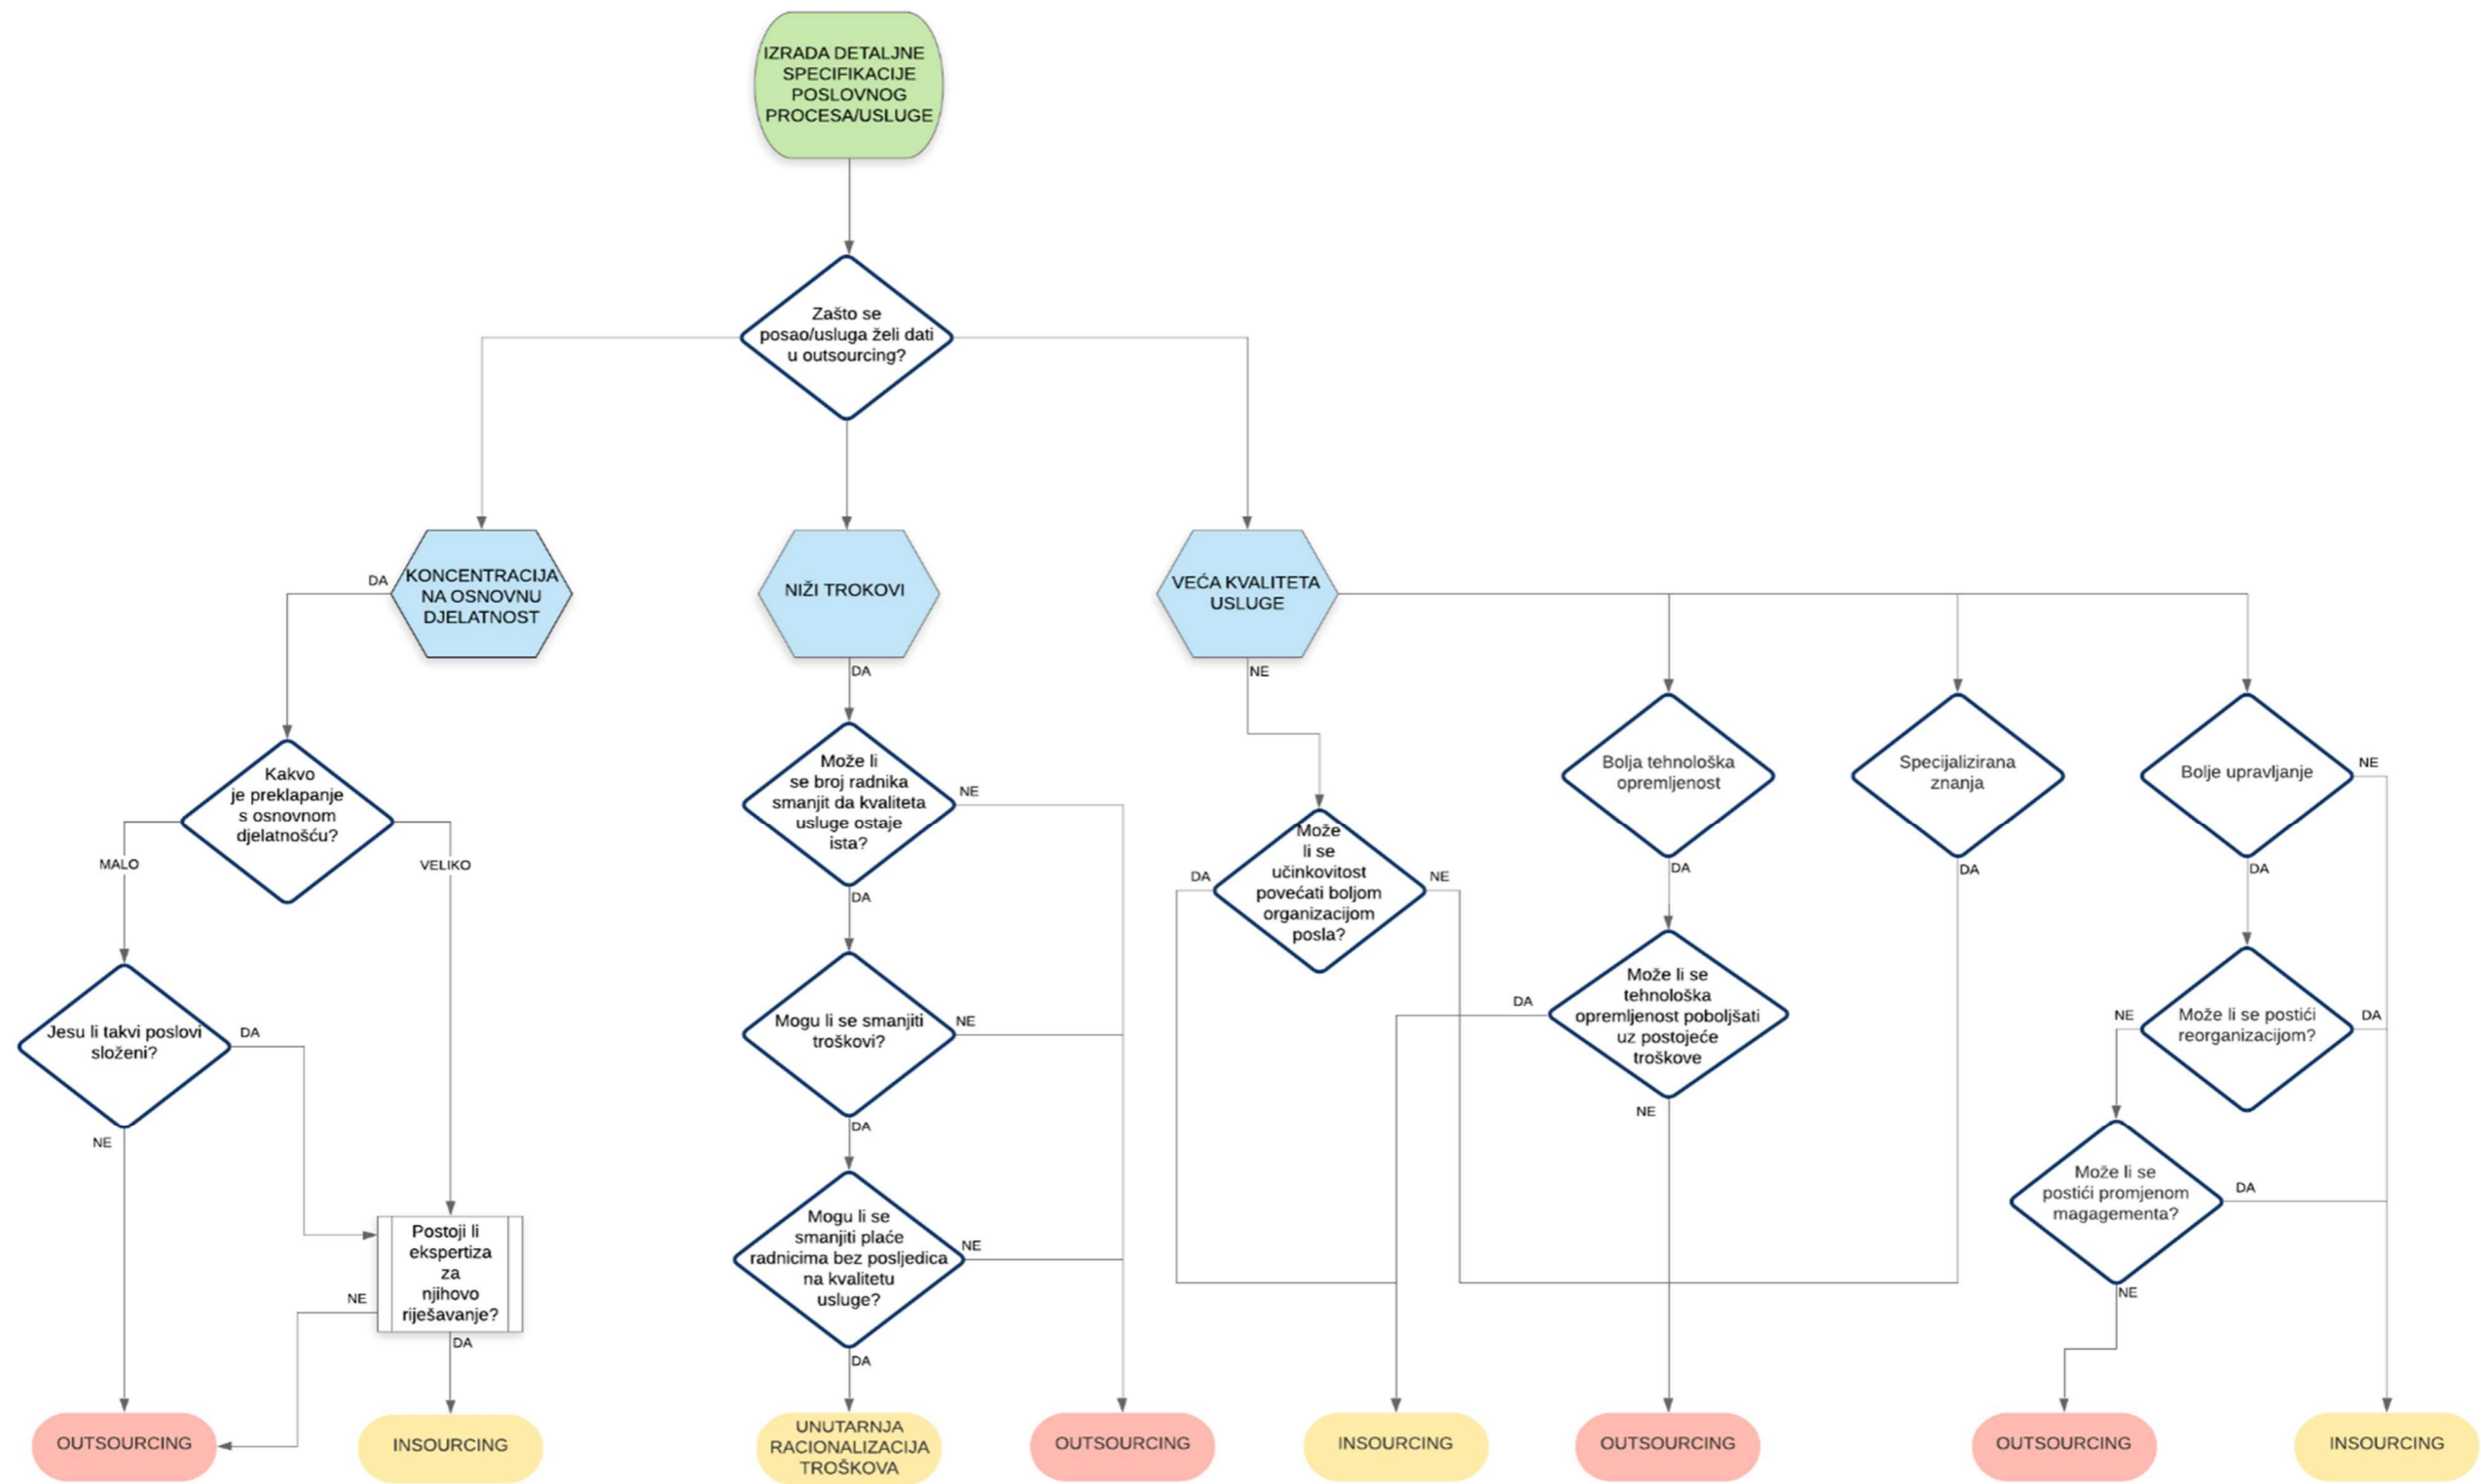 IZRADA DETALJNE
SPECIFIKACIJE
POSLOVNOG
PROCESA/USLUGE
Zašto se
posao/usluga želi dati
u outsourcing?
KONCENTRACIJA
NA OSNOVNU
DJELATNOST
DA
NIŽI TROKOVI
DA
VEĆA KVALITETA
USLUGE
NE
Kakvo
je preklapanje
s osnovnom
djelatnošću?
MALO
VELIKO
Jesu li takvi poslovi
složeni?
DA
NE
Postoji li
ekspertiza
za
njihovo
riješavanje?
NE
DA
OUTSOURCING
INSOURCING
Može li
se broj radnika
smanjit da kvaliteta
usluge ostaje
ista?
NE
DA
Mogu li se smanjiti
troškovi?
NE
DA
Mogu li se
smanjiti plaće
radnicima bez posljedica
na kvalitetu
usluge?
NE
DA
UNUTARNJA
RACIONALIZACIJA
TROŠKOVA
OUTSOURCING
Može
li se
učinkovitost
povećati boljom
organizacijom
posla?
DA
NE
Bolja tehnološka
opremljenost
DA
Može li se
tehnološka
opremljenost poboljšati
uz postojeće
troškove
DA
NE
INSOURCING
OUTSOURCING
Specijalizirana
znanja
DA
Bolje upravljanje
NE
DA
Može li se postići
reorganizacijom?
NE
DA
Može li se
postići promjenom
magagementa?
DA
NE
OUTSOURCING
INSOURCING